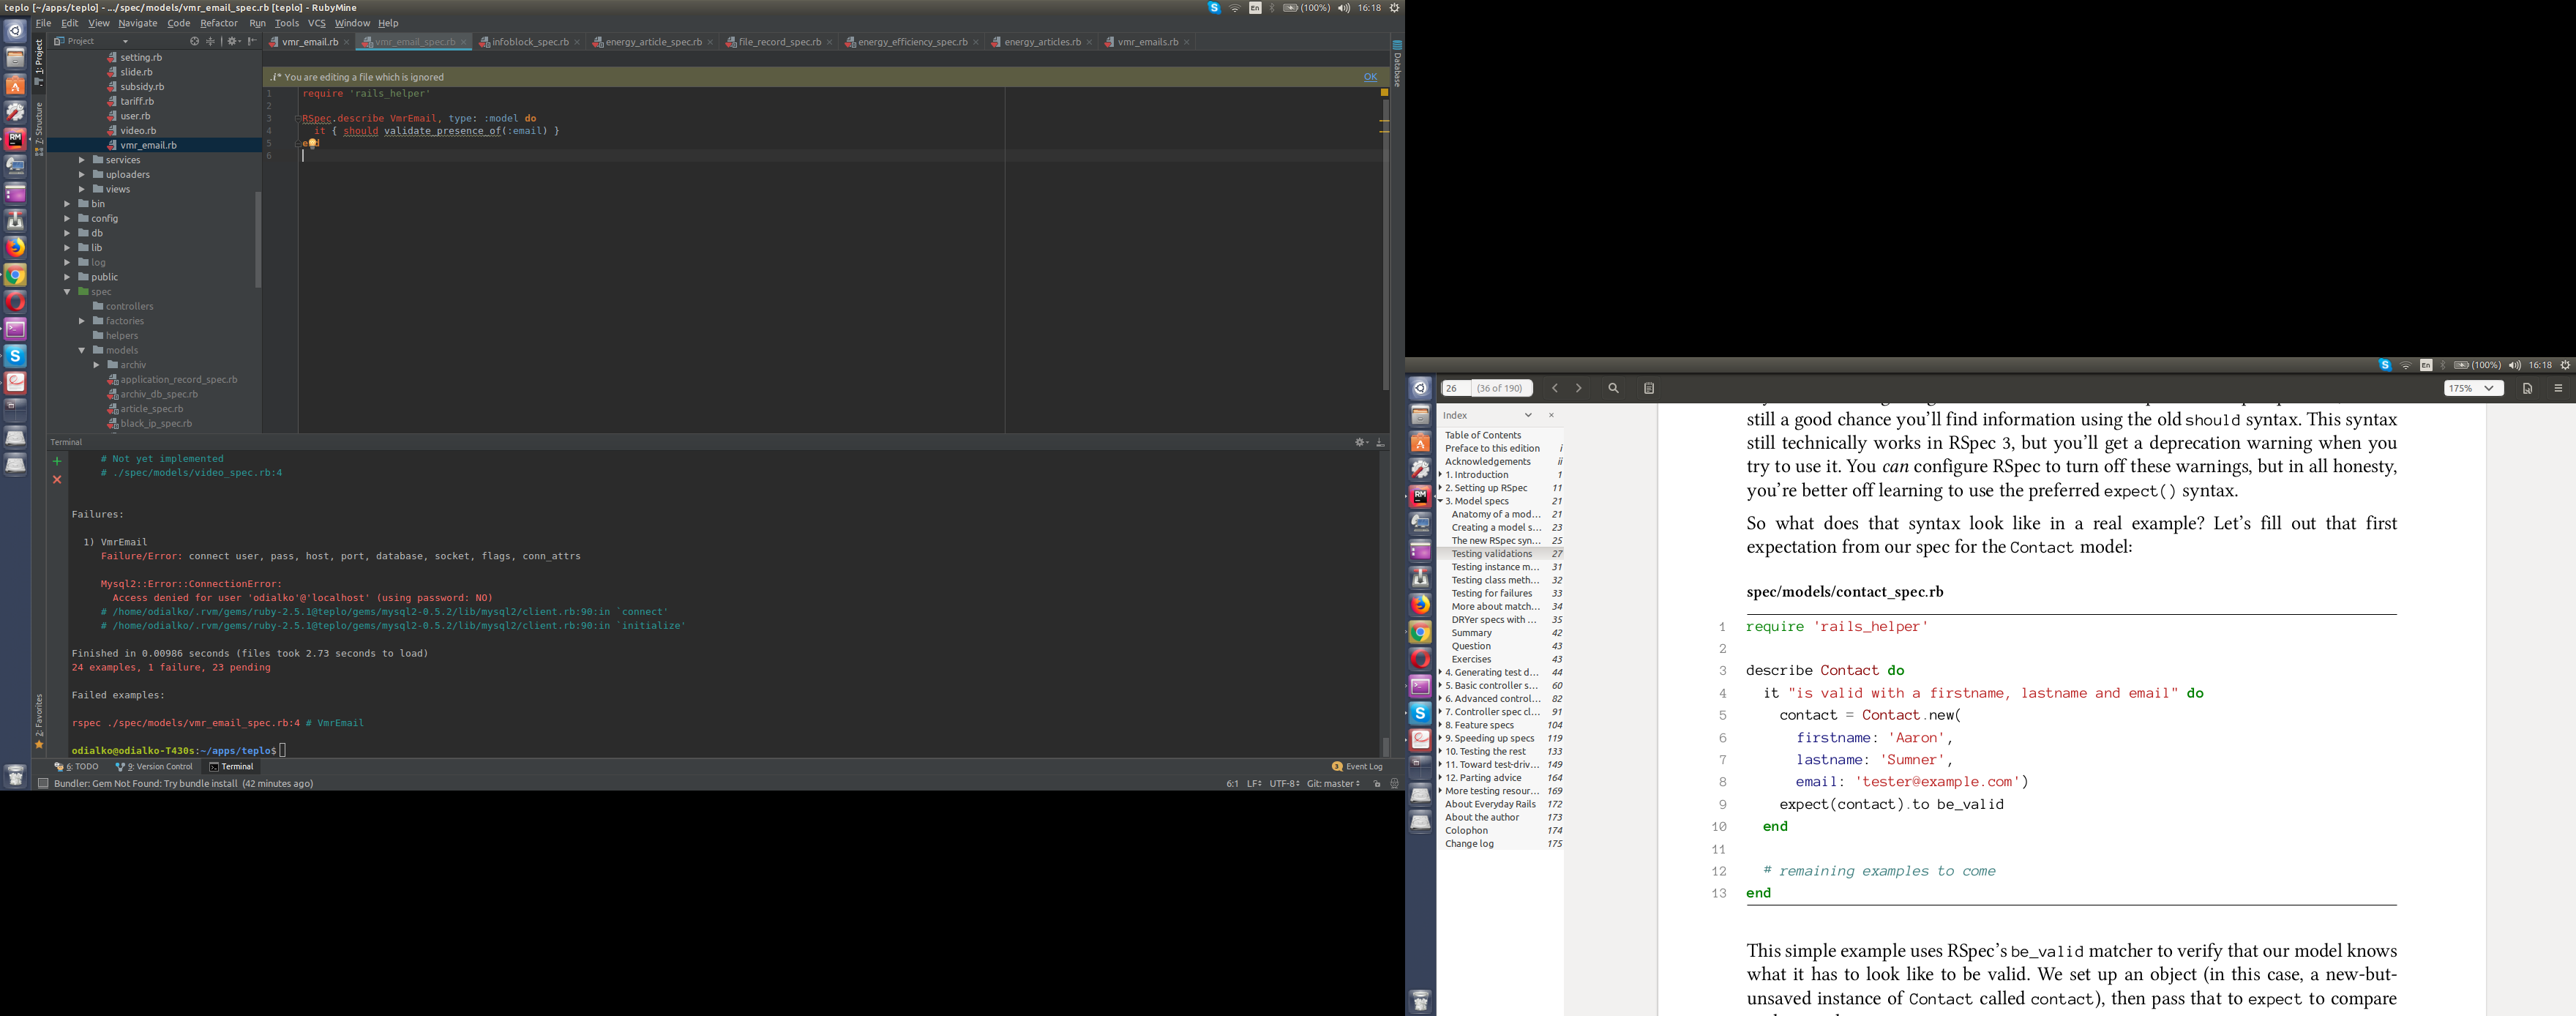 teplo [~/apps/teplo] - .../spec/models/vmr_email_spec.rb [teplo] - RubyMine
En (100%) 16:18
File Edit View Navigate Code Refactor Run Tools VCS Window Help
Project
vmr_email.rb vmr_email_spec.rb infoblock_spec.rb energy_article_spec.rb file_record_spec.rb energy_efficiency_spec.rb energy_articles.rb vmr_emails.rb
1: Project
Z: Structure
2: Favorites
Database
setting.rb
slide.rb
subsidy.rb
tariff.rb
user.rb
video.rb
vmr_email.rb
services
uploaders
views
bin
config
db
lib
log
public
spec
controllers
factories
helpers
models
archiv
application_record_spec.rb
archiv_db_spec.rb
article_spec.rb
black_ip_spec.rb
.i* You are editing a file which is ignored OK
1 require 'rails_helper'
2
3 RSpec.describe VmrEmail, type: :model do
4 it { should validate_presence_of(:email) }
5 end
6
Terminal
# Not yet implemented
# ./spec/models/video_spec.rb:4
Failures:
1) VmrEmail
Failure/Error: connect user, pass, host, port, database, socket, flags, conn_attrs
Mysql2::Error::ConnectionError:
Access denied for user 'odialko'@'localhost' (using password: NO)
# /home/odialko/.rvm/gems/ruby-2.5.1@teplo/gems/mysql2-0.5.2/lib/mysql2/client.rb:90:in `connect'
# /home/odialko/.rvm/gems/ruby-2.5.1@teplo/gems/mysql2-0.5.2/lib/mysql2/client.rb:90:in `initialize'
Finished in 0.00986 seconds (files took 2.73 seconds to load)
24 examples, 1 failure, 23 pending
Failed examples:
rspec ./spec/models/vmr_email_spec.rb:4 # VmrEmail
odialko@odialko-T430s:~/apps/teplo$
6: TODO 9: Version Control Terminal Event Log
Bundler: Gem Not Found: Try bundle install (42 minutes ago) 6:1 LF UTF-8 Git: master
En (100%) 16:18
26 (36 of 190) 175%
Index
Table of Contents
Preface to this edition i
Acknowledgements ii
1. Introduction 1
2. Setting up RSpec 11
3. Model specs 21
Anatomy of a mod... 21
Creating a model s... 23
The new RSpec syn... 25
Testing validations 27
Testing instance m... 31
Testing class meth... 32
Testing for failures 33
More about match... 34
DRYer specs with ... 35
Summary 42
Question 43
Exercises 43
4. Generating test d... 44
5. Basic controller s... 60
6. Advanced control... 82
7. Controller spec cl... 91
8. Feature specs 104
9. Speeding up specs 119
10. Testing the rest 133
11. Toward test-driv... 149
12. Parting advice 164
More testing resour... 169
About Everyday Rails 172
About the author 173
Colophon 174
Change log 175
still a good chance you'll find information using the old should syntax. This syntax
still technically works in RSpec 3, but you'll get a deprecation warning when you
try to use it. You can configure RSpec to turn off these warnings, but in all honesty,
you're better off learning to use the preferred expect() syntax.
So what does that syntax look like in a real example? Let's fill out that first
expectation from our spec for the Contact model:
spec/models/contact_spec.rb
1 require 'rails_helper'
2
3 describe Contact do
4 it "is valid with a firstname, lastname and email" do
5 contact = Contact.new(
6 firstname: 'Aaron',
7 lastname: 'Sumner',
8 email: 'tester@example.com')
9 expect(contact).to be_valid
10 end
11
12 # remaining examples to come
13 end
This simple example uses RSpec's be_valid matcher to verify that our model knows
what it has to look like to be valid. We set up an object (in this case, a new-but-
unsaved instance of Contact called contact), then pass that to expect to compare